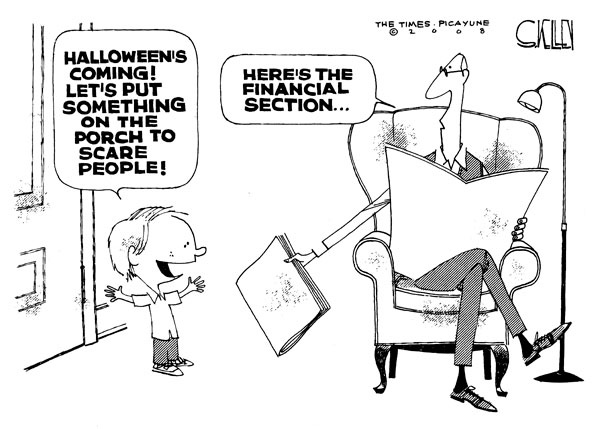 THE TIMES-PICAYUNE
© 2008
HALLOWEEN'S
COMING!
LET'S PUT
SOMETHING
ON THE
PORCH TO
SCARE
PEOPLE!
HERE'S THE
FINANCIAL
SECTION...